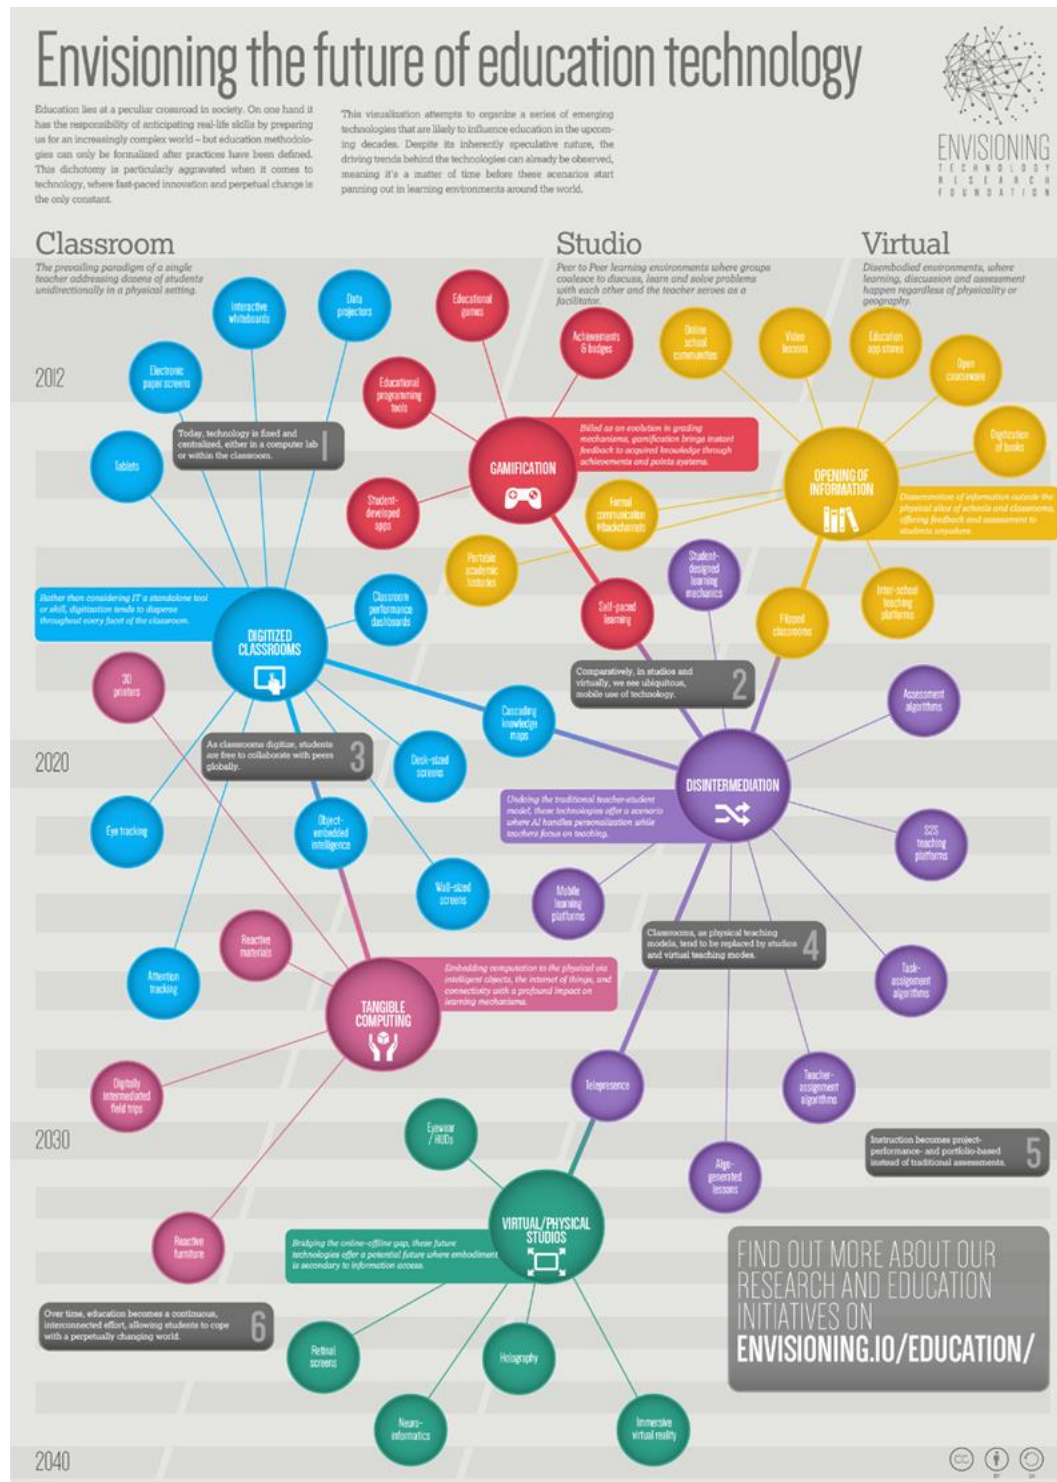 Envisioning the future of education technology
Education lies at a peculiar crossroad in society. On one hand it
has the responsibility of anticipating real-life skills by preparing
us for an increasingly complex world – but education methodolo-
gies can only be formalized after practices have been defined.
This dichotomy is particularly aggravated when it comes to
technology, where fast-paced innovation and perpetual change is
the only constant.
This visualization attempts to organize a series of emerging
technologies that are likely to influence education in the upcom-
ing decades. Despite its inherently speculative nature, the
driving trends behind the technologies can already be observed,
meaning it's a matter of time before these scenarios start
panning out in learning environments around the world.
ENVISIONING
TECHNOLOGY
RESEARCH
FOUNDATION
Classroom
The prevailing paradigm of a single
teacher addressing dozens of students
unidirectionally in a physical setting.
Studio
Peer to Peer learning environments where groups
coalesce to discuss, learn and solve problems
with each other and the teacher serves as a
facilitator.
Virtual
Disembodied environments, where
learning, discussion and assessment
happen regardless of physicality or
geography.
Interactive
whiteboards
Data
projectors
Educational
games
Achievements
& badges
Online
school
communities
Video
lessons
Education
app stores
Open
courseware
2012
Electronic
paper screens
Educational
programming
tools
Digitization
of books
Tablets
Today, technology is fixed and
centralized, either in a computer lab
or within the classroom.
1
GAMIFICATION
Billed as an evolution in grading
mechanisms, gamification brings instant
feedback to acquired knowledge through
achievements and points systems.
OPENING OF
INFORMATION
Dissemination of information outside the
physical silus of schools and classrooms,
offering feedback and assessment to
students anywhere.
Student-
developed
apps
Formal
communication
backchannels
Portable
academic
histories
Student-
designed
learning
mechanics
Rather than considering IT a standalone tool
or skill, digitization tends to disperse
throughout every facet of the classroom.
DIGITIZED
CLASSROOMS
Classroom
performance
dashboards
Self-paced
learning
Flipped
classrooms
Inter-school
teaching
platforms
3D
printers
Comparatively, in studios and
virtually, we see ubiquitous,
mobile use of technology.
2
Assessment
algorithms
Cascading
knowledge
maps
2020
As classrooms digitize, students
are free to collaborate with peers
globally.
3
Desk-sized
screens
DISINTERMEDIATION
Undoing the traditional teacher-student
model, these technologies offer a scenario
where AI handles personalization while
teachers focus on teaching.
Eye tracking
Object-
embedded
intelligence
S2S
teaching
platforms
Wall-sized
screens
Mobile
learning
platforms
Reactive
materials
Classrooms, as physical teaching
models, tend to be replaced by studios
and virtual teaching modes.
4
Attention
tracking
TANGIBLE
COMPUTING
Embedding computation to the physical via
intelligent objects, the internet of things, and
connectivity with a profound impact on
learning mechanisms.
Task-
assignment
algorithms
Digitally
intermediated
field trips
Telepresence
Teacher-
assignment
algorithms
2030
Eyewear
/ HUDs
Algo-
generated
lessons
Instruction becomes project-
performance- and portfolio-based
instead of traditional assessments.
5
Reactive
furniture
Bridging the online-offline gap, these future
technologies offer a potential future where embodiment
is secondary to information access.
VIRTUAL/PHYSICAL
STUDIOS
FIND OUT MORE ABOUT OUR
RESEARCH AND EDUCATION
INITIATIVES ON
ENVISIONING.IO/EDUCATION/
Over time, education becomes a continuous,
interconnected effort, allowing students to cope
with a perpetually changing world.
6
Retinal
screens
Holography
Neuro-
informatics
Immersive
virtual reality
2040
cc
BY
SA